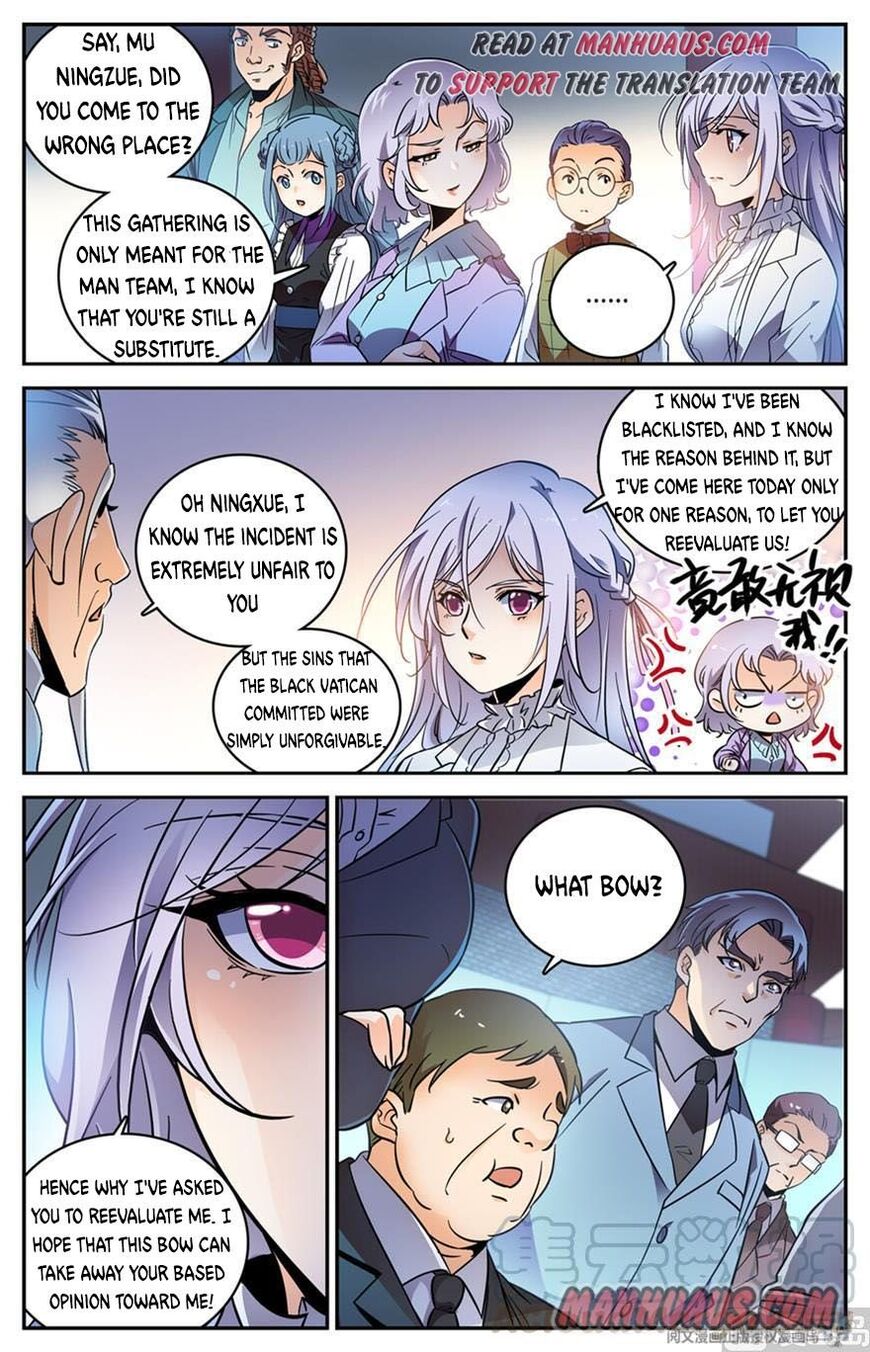 READ AT MANHUAUS.COM
TO SUPPORT THE TRANSLATION TEAM
SAY, MU
NINGZUE, DID
YOU COME TO THE
WRONG PLACE?
THIS GATHERING IS
ONLY MEANT FOR THE
MAN TEAM, I KNOW
THAT YOU'RE STILL A
SUBSTITUTE.
......
I KNOW I'VE BEEN
BLACKLISTED, AND I KNOW
THE REASON BEHIND IT, BUT
I'VE COME HERE TODAY ONLY
FOR ONE REASON, TO LET YOU
REEVALUATE US!
OH NINGXUE, I
KNOW THE INCIDENT IS
EXTREMELY UNFAIR TO
YOU
BUT THE SINS THAT
THE BLACK VATICAN
COMMITTED WERE
SIMPLY UNFORGIVABLE.
竟敢无视
我!!
HENCE WHY I'VE ASKED
YOU TO REEVALUATE ME. I
HOPE THAT THIS BOW CAN
TAKE AWAY YOUR BASED
OPINION TOWARD ME!
WHAT BOW?
MANHUAUS.COM